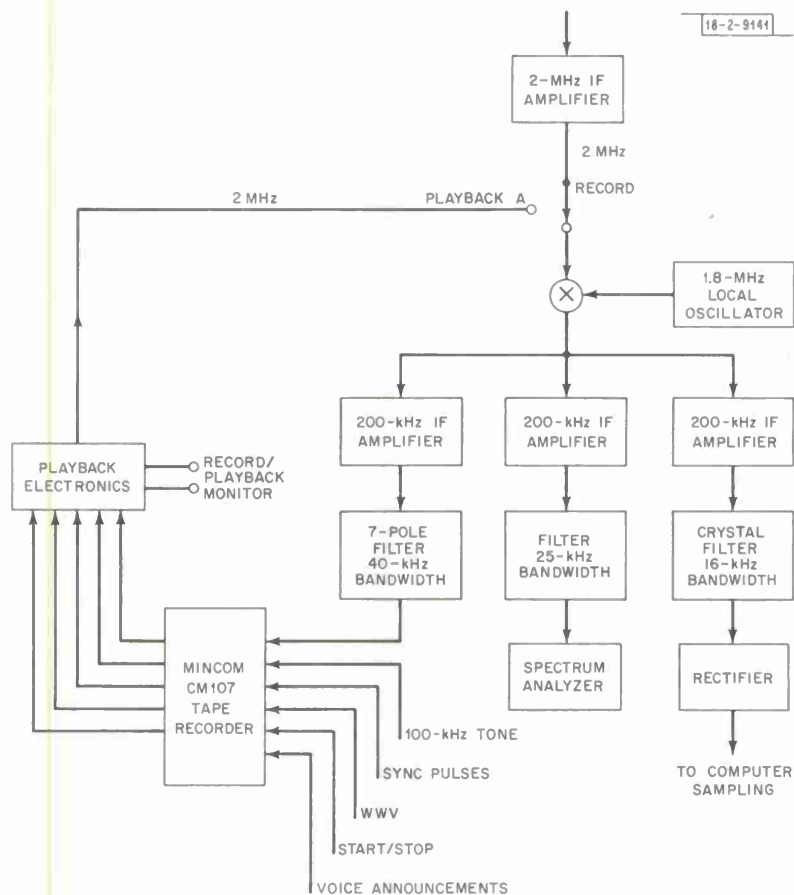 18-2-9141
2-MHz IF
AMPLIFIER
2 MHz
RECORD
2 MHz
PLAYBACK A
1.8-MHz
LOCAL
OSCILLATOR
200-kHz IF
AMPLIFIER
200-kHz IF
AMPLIFIER
200-kHz IF
AMPLIFIER
PLAYBACK
ELECTRONICS
RECORD/
PLAYBACK
MONITOR
7-POLE
FILTER
40-kHz
BANDWIDTH
FILTER
25-kHz
BANDWIDTH
CRYSTAL
FILTER
16-kHz
BANDWIDTH
MINCOM
CM107
TAPE
RECORDER
SPECTRUM
ANALYZER
RECTIFIER
100-kHz TONE
SYNC PULSES
WWV
START/STOP
VOICE ANNOUNCEMENTS
TO COMPUTER
SAMPLING